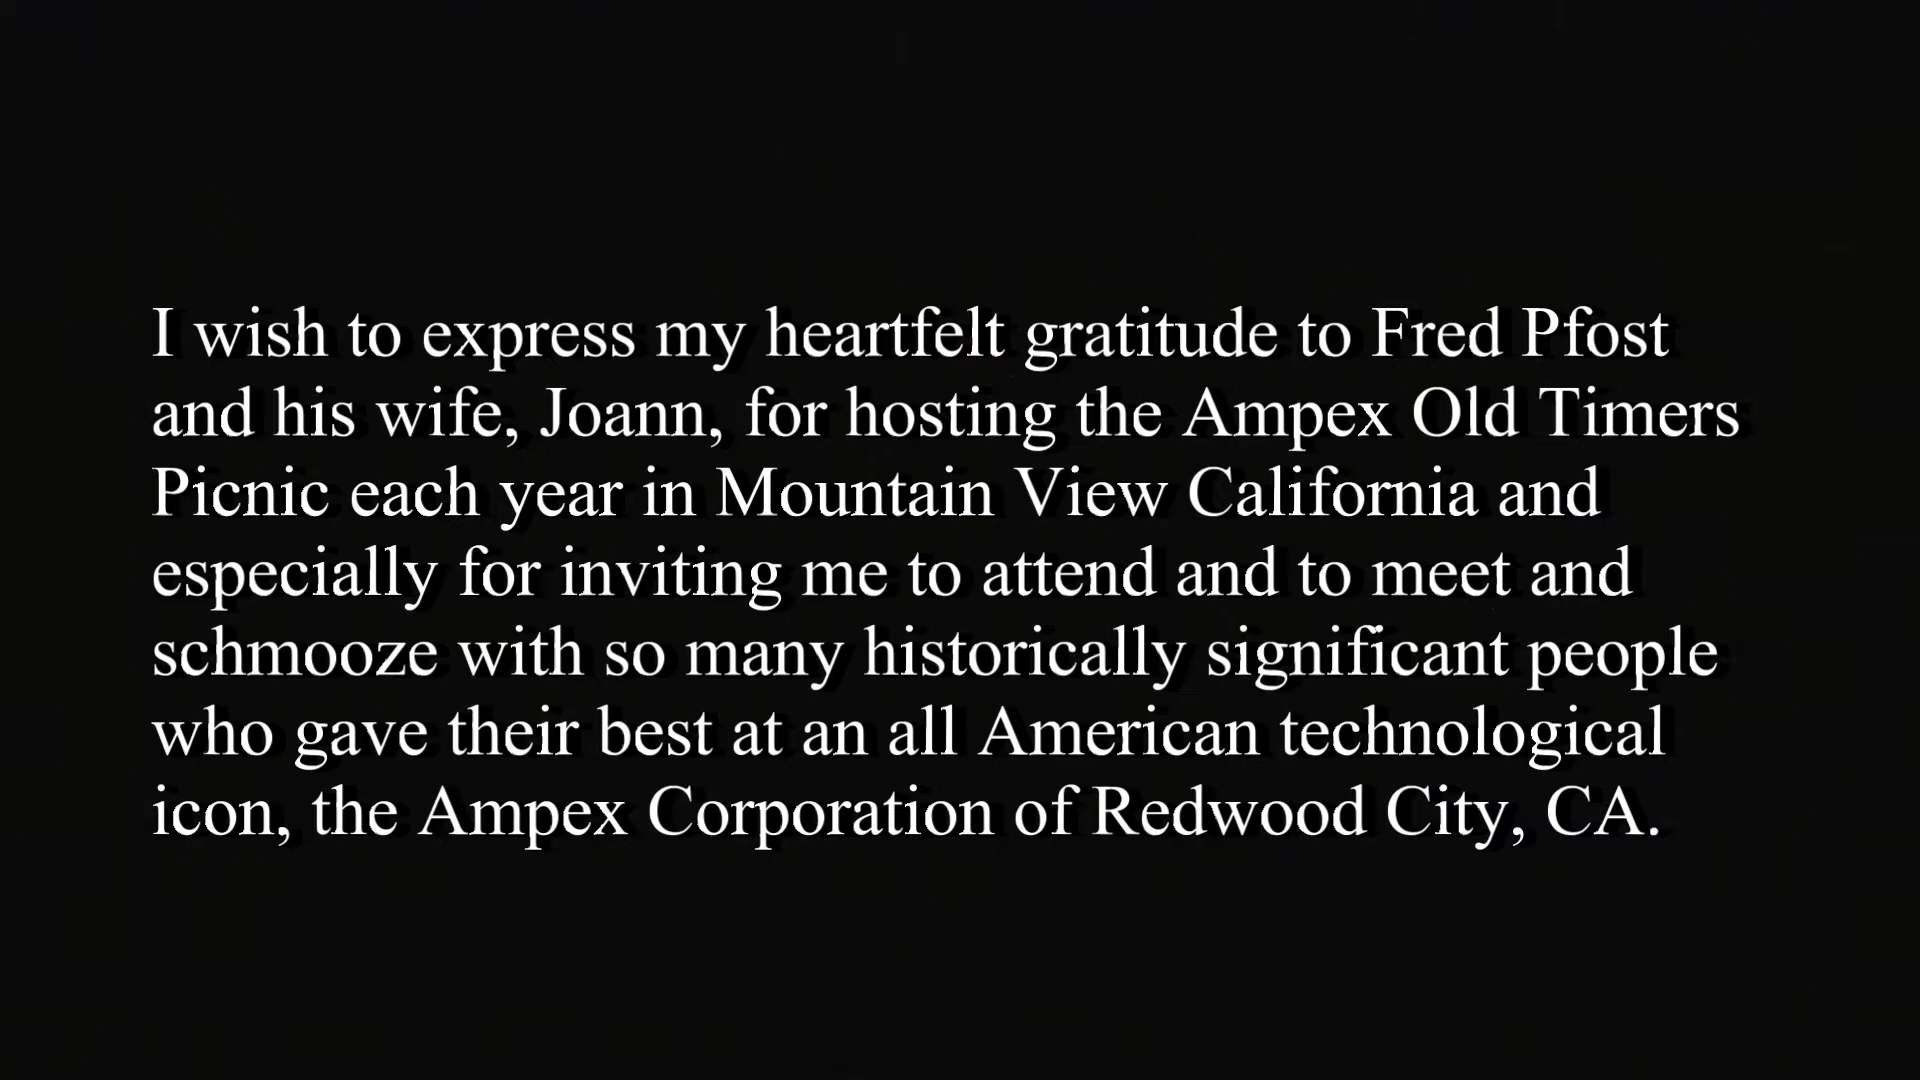 I wish to express my heartfelt gratitude to Fred Pfost
and his wife, Joann, for hosting the Ampex Old Timers
Picnic each year in Mountain View California and
especially for inviting me to attend and to meet and
schmooze with so many historically significant people
who gave their best at an all American technological
icon, the Ampex Corporation of Redwood City, CA.